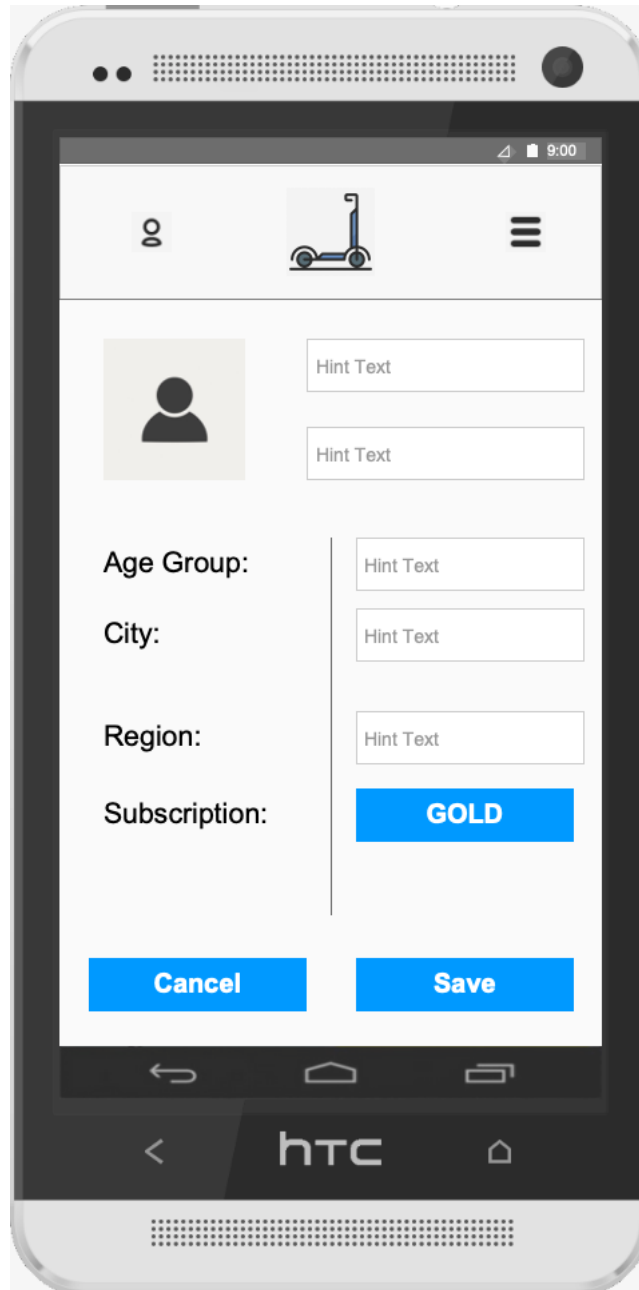 9:00
Hint Text
Hint Text
Age Group:
Hint Text
City:
Hint Text
Region:
Hint Text
Subscription:
GOLD
Cancel
Save
hTC